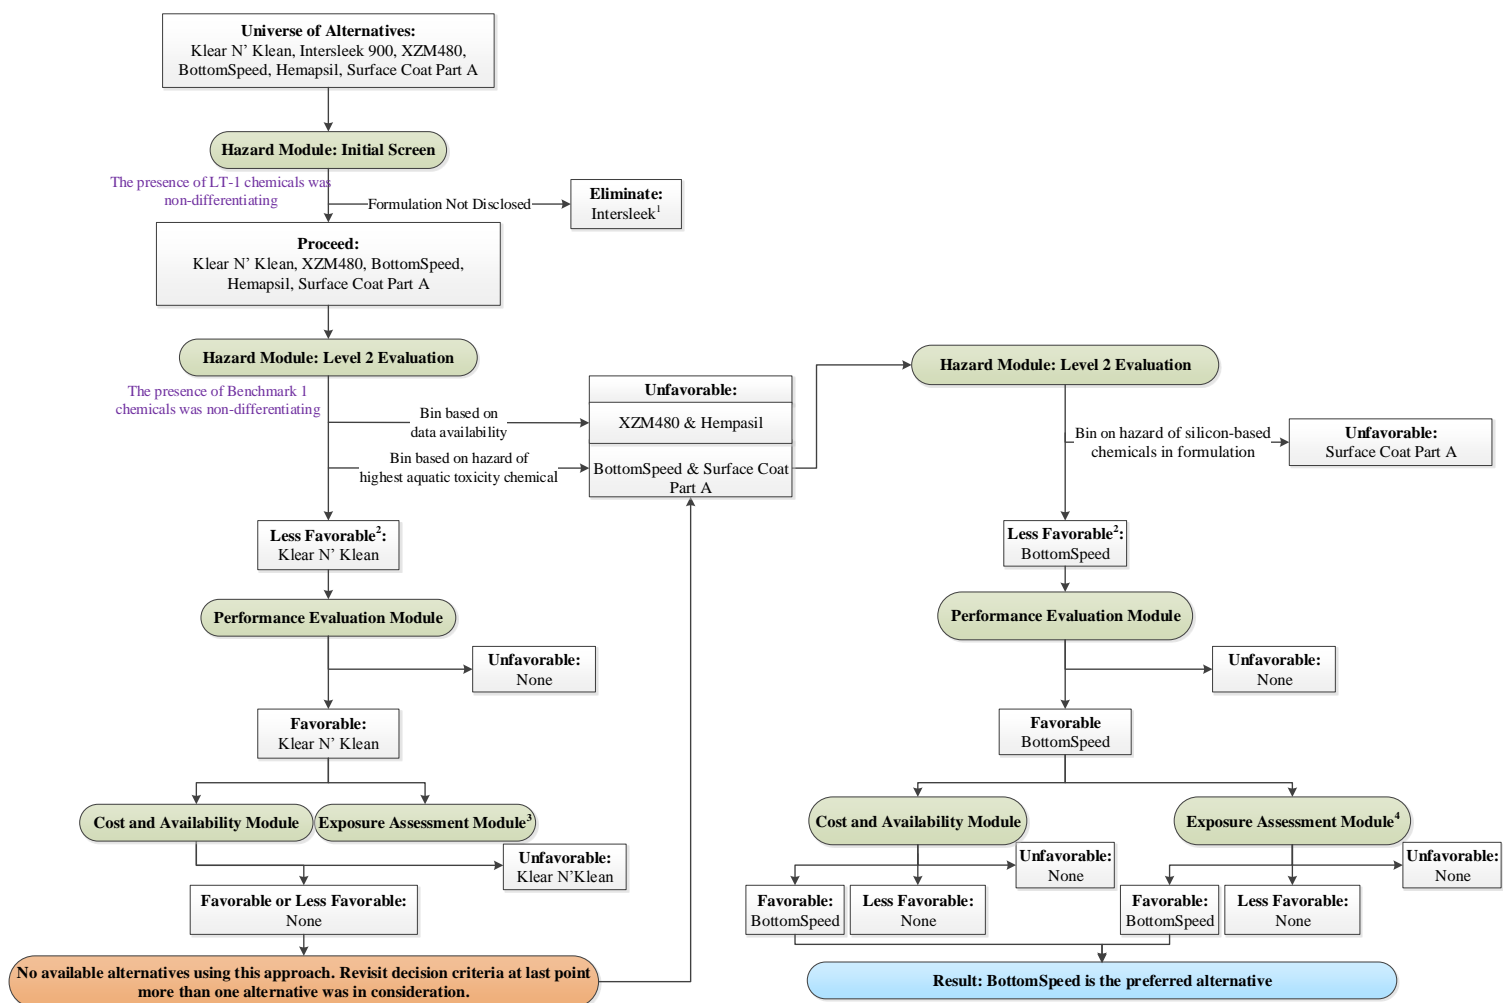 Universe of Alternatives:
Klear N’ Klean, Intersleek 900, XZM480,
BottomSpeed, Hemapsil, Surface Coat Part A
Hazard Module: Initial Screen
The presence of LT-1 chemicals was
non-differentiating
Formulation Not Disclosed
Eliminate:
Intersleek1
Proceed:
Klear N’ Klean, XZM480, BottomSpeed,
Hemapsil, Surface Coat Part A
Hazard Module: Level 2 Evaluation
The presence of Benchmark 1
chemicals was non-differentiating
Bin based on
data availability
Bin based on hazard of
highest aquatic toxicity chemical
Unfavorable:
XZM480 & Hempasil
BottomSpeed & Surface Coat
Part A
Less Favorable2:
Klear N’ Klean
Performance Evaluation Module
Unfavorable:
None
Favorable:
Klear N’ Klean
Cost and Availability Module
Exposure Assessment Module3
Unfavorable:
Klear N’Klean
Favorable or Less Favorable:
None
No available alternatives using this approach. Revisit decision criteria at last point
more than one alternative was in consideration.
Hazard Module: Level 2 Evaluation
Bin on hazard of silicon-based
chemicals in formulation
Unfavorable:
Surface Coat Part A
Less Favorable2:
BottomSpeed
Performance Evaluation Module
Unfavorable:
None
Favorable
BottomSpeed
Cost and Availability Module
Exposure Assessment Module4
Unfavorable:
None
Favorable:
BottomSpeed
Less Favorable:
None
Unfavorable:
None
Favorable:
BottomSpeed
Less Favorable:
None
Result: BottomSpeed is the preferred alternative